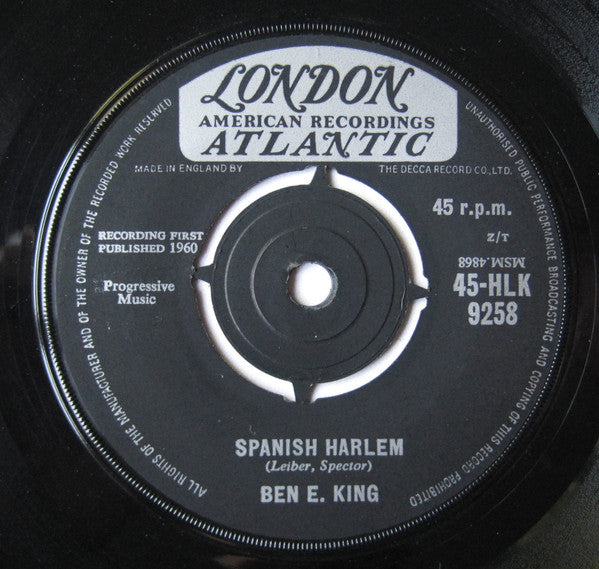 LONDON
AMERICAN RECORDINGS
ATLANTIC
MADE IN ENGLAND BY THE DECCA RECORD CO., LTD.
ALL RIGHTS OF THE MANUFACTURER AND OF THE OWNER OF THE RECORDED WORK RESERVED
UNAUTHORISED PUBLIC PERFORMANCE BROADCASTING AND COPYING OF THIS RECORD PROHIBITED
RECORDING FIRST
PUBLISHED 1960
Progressive
Music
45 r.p.m.
Z/T
MSM.4868
45-HLK
9258
SPANISH HARLEM
(Leiber, Spector)
BEN E. KING